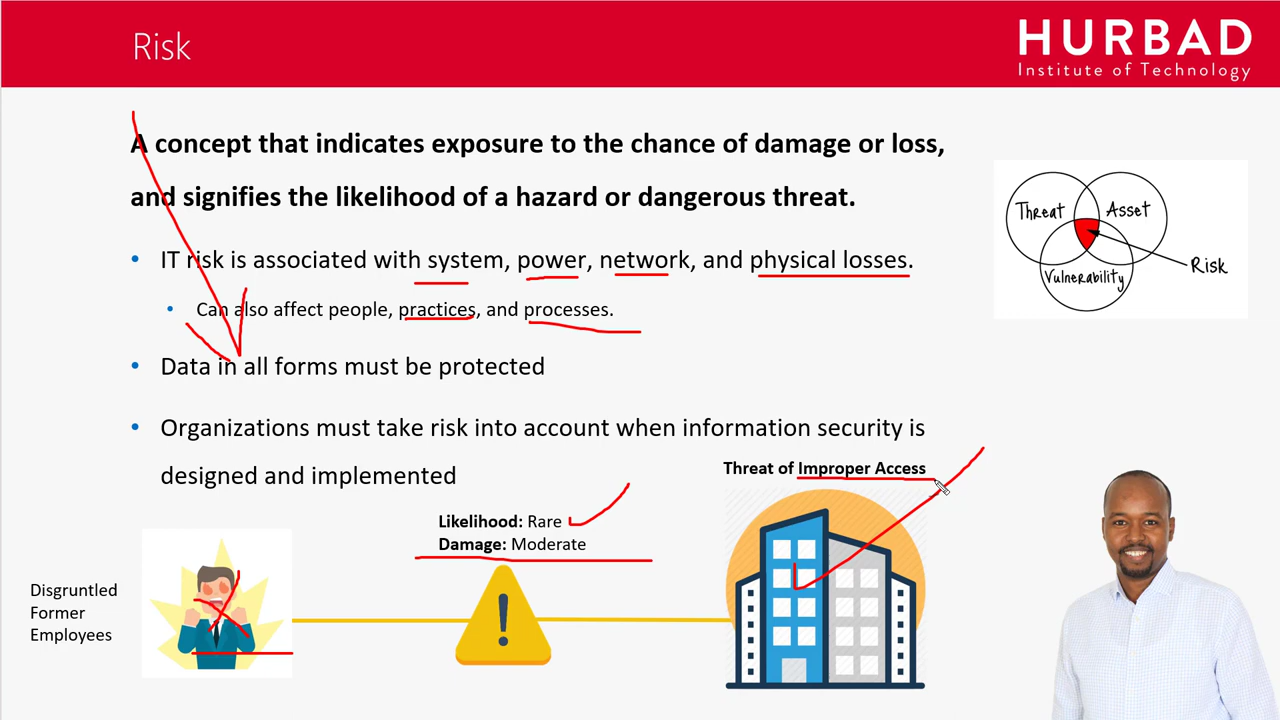 Risk
HURBAD
Institute of Technology
A concept that indicates exposure to the chance of damage or loss,
and signifies the likelihood of a hazard or dangerous threat.
• IT risk is associated with system, power, network, and physical losses.
• Can also affect people, practices, and processes.
• Data in all forms must be protected
• Organizations must take risk into account when information security is
designed and implemented
Threat
Asset
Vulnerability
Risk
Threat of Improper Access
Likelihood: Rare
Damage: Moderate
Disgruntled
Former
Employees